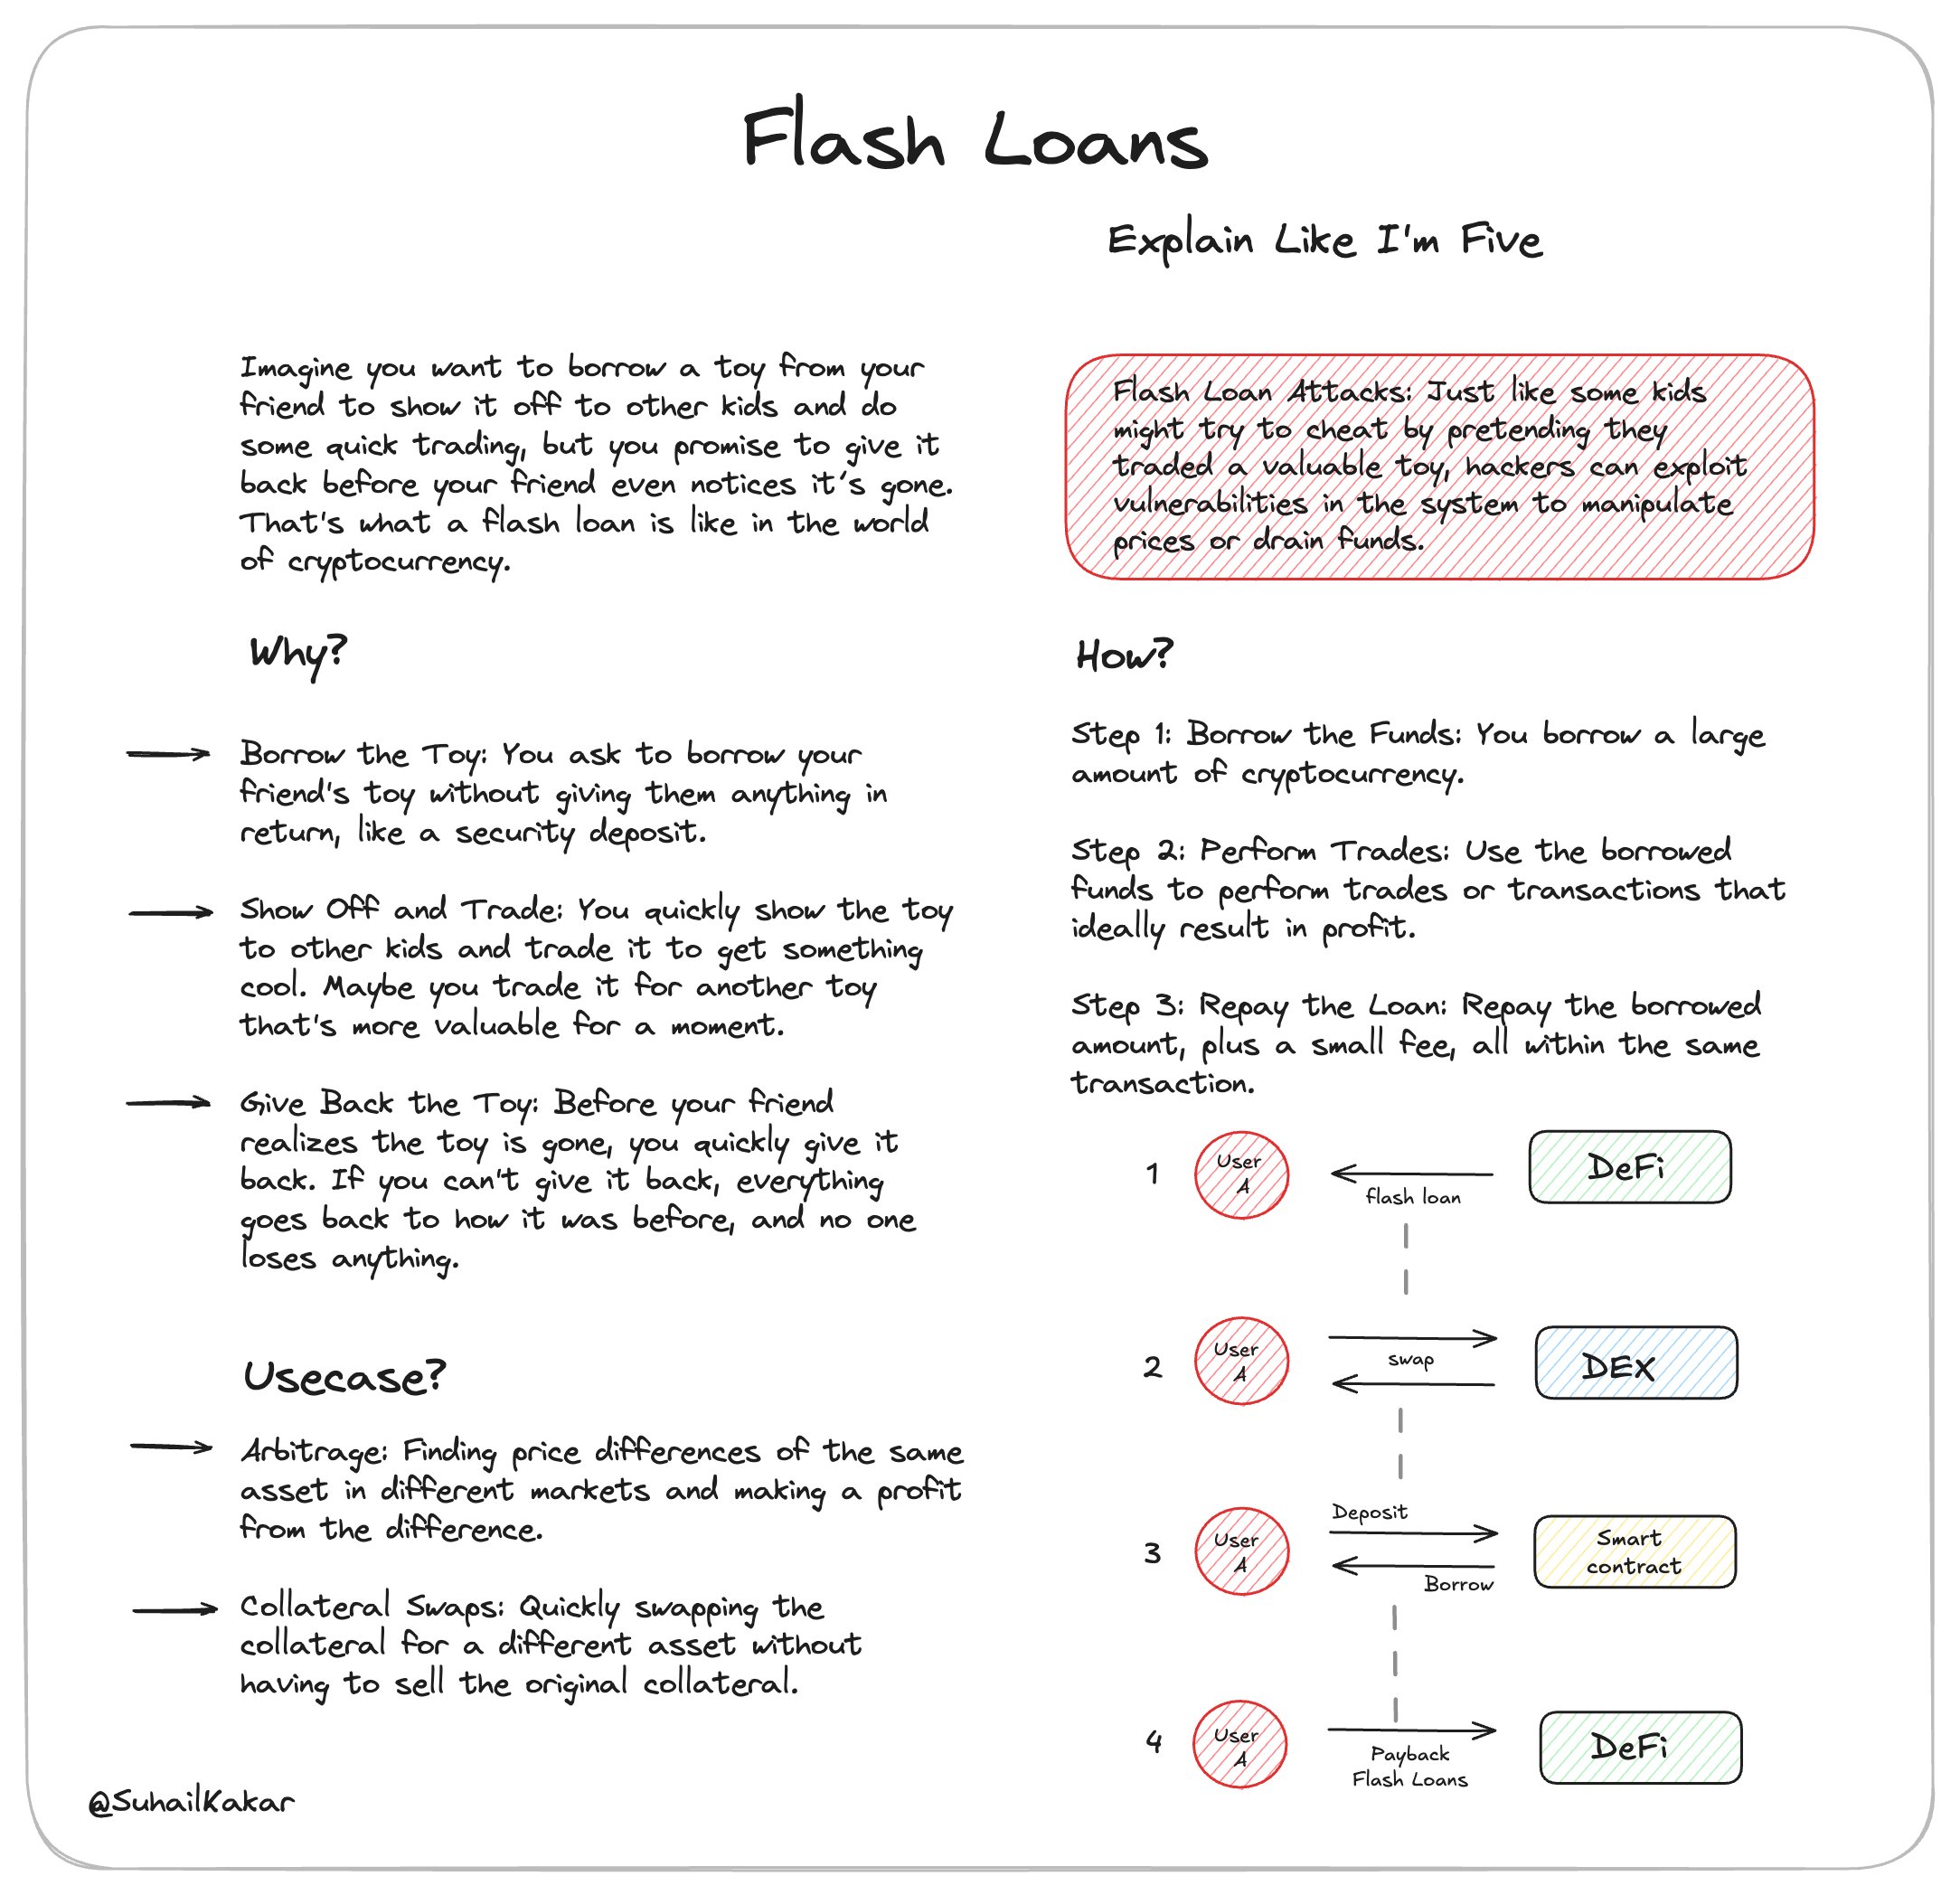 Flash Loans
Explain Like I'm Five
Imagine you want to borrow a toy from your
friend to show it off to other kids and do
some quick trading, but you promise to give it
back before your friend even notices it's gone.
That's what a flash loan is like in the world
of cryptocurrency.
Flash Loan Attacks: Just like some kids
might try to cheat by pretending they
traded a valuable toy, hackers can exploit
vulnerabilities in the system to manipulate
prices or drain funds.
Why?
Borrow the Toy: You ask to borrow your
friend's toy without giving them anything in
return, like a security deposit.
Show Off and Trade: You quickly show the toy
to other kids and trade it to get something
cool. Maybe you trade it for another toy
that's more valuable for a moment.
Give Back the Toy: Before your friend
realizes the toy is gone, you quickly give it
back. If you can't give it back, everything
goes back to how it was before, and no one
loses anything.
Usecase?
Arbitrage: Finding price differences of the same
asset in different markets and making a profit
from the difference.
Collateral Swaps: Quickly swapping the
collateral for a different asset without
having to sell the original collateral.
How?
Step 1: Borrow the Funds: You borrow a large
amount of cryptocurrency.
Step 2: Perform Trades: Use the borrowed
funds to perform trades or transactions that
ideally result in profit.
Step 3: Repay the Loan: Repay the borrowed
amount, plus a small fee, all within the same
transaction.
1
User
A
flash loan
DeFi
2
User
A
swap
DEX
3
User
A
Deposit
Borrow
Smart
contract
4
User
A
Payback
Flash Loans
DeFi
@SuhailKakar